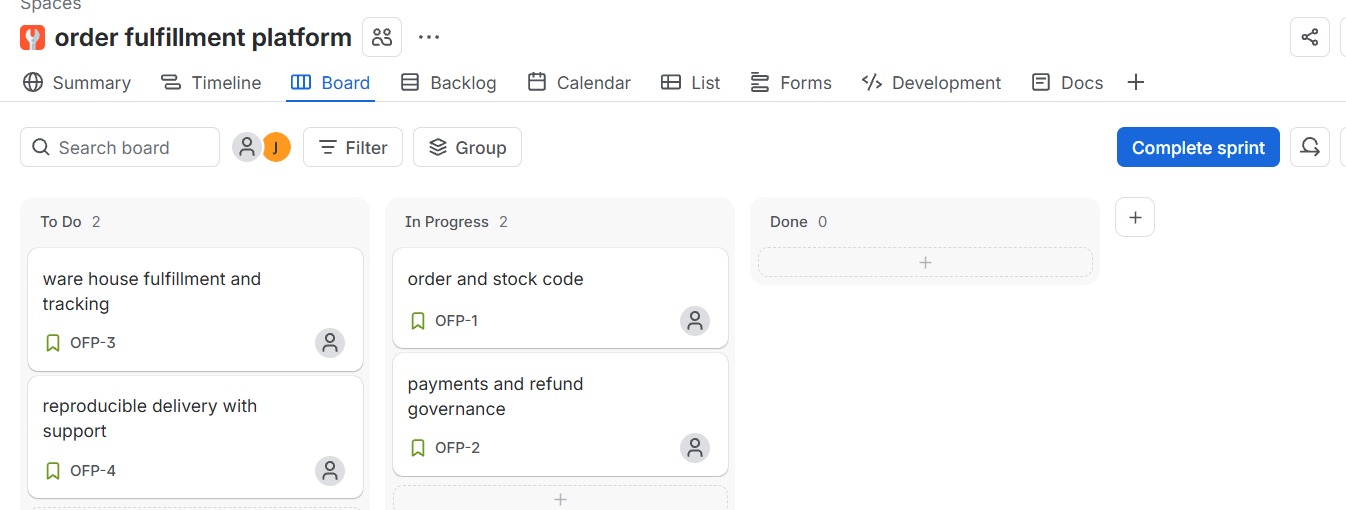 Spaces
order fulfillment platform
Summary Timeline Board Backlog Calendar List Forms Development Docs
Search board J Filter Group Complete sprint
To Do 2
ware house fulfillment and
tracking
OFP-3
reproducible delivery with
support
OFP-4
In Progress 2
order and stock code
OFP-1
payments and refund
governance
OFP-2
Done 0